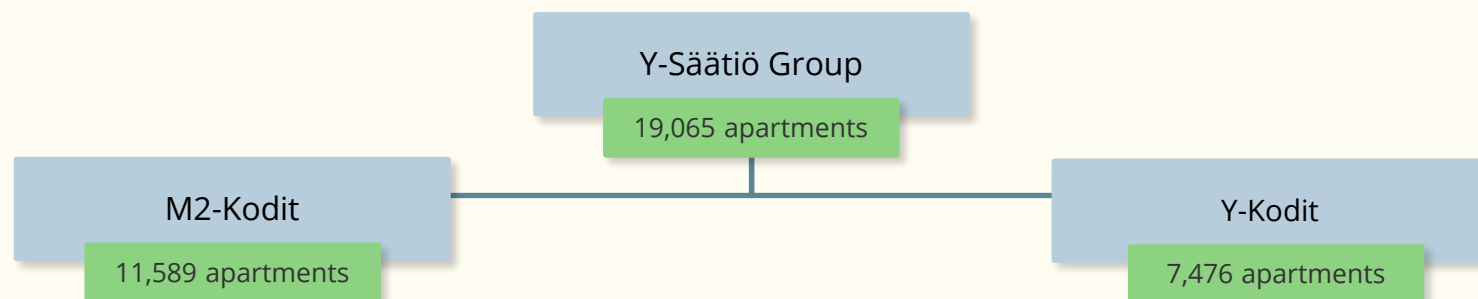 Y-Säätiö Group
19,065 apartments
M2-Kodit
11,589 apartments
Y-Kodit
7,476 apartments